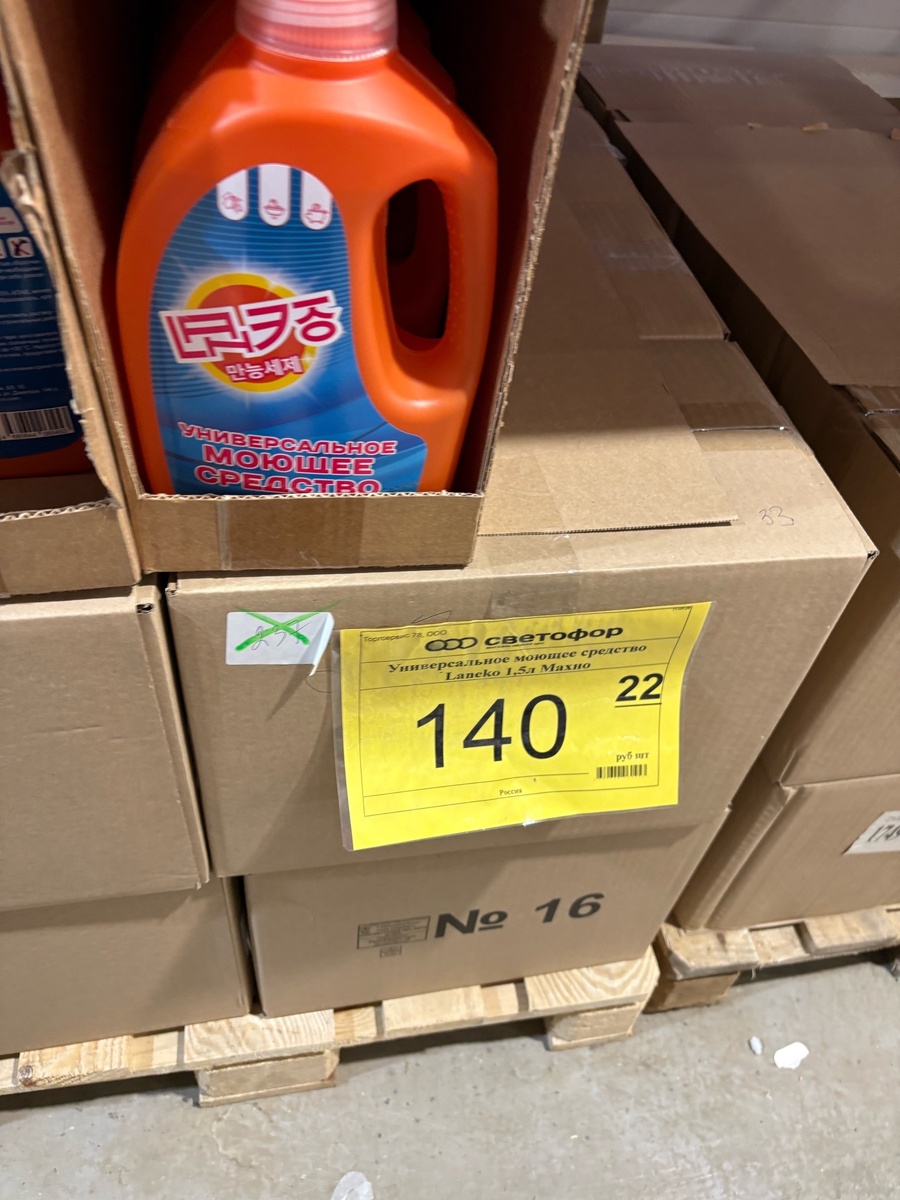 만능세제
УНИВЕРСАЛЬНОЕ
МОЮЩЕЕ
СРЕДСТВО
33
Торгсервис 78, ООО
светофор
Универсальное моющее средство
Laneko 1,5л Махно
140 22
руб шт
Россия
№ 16